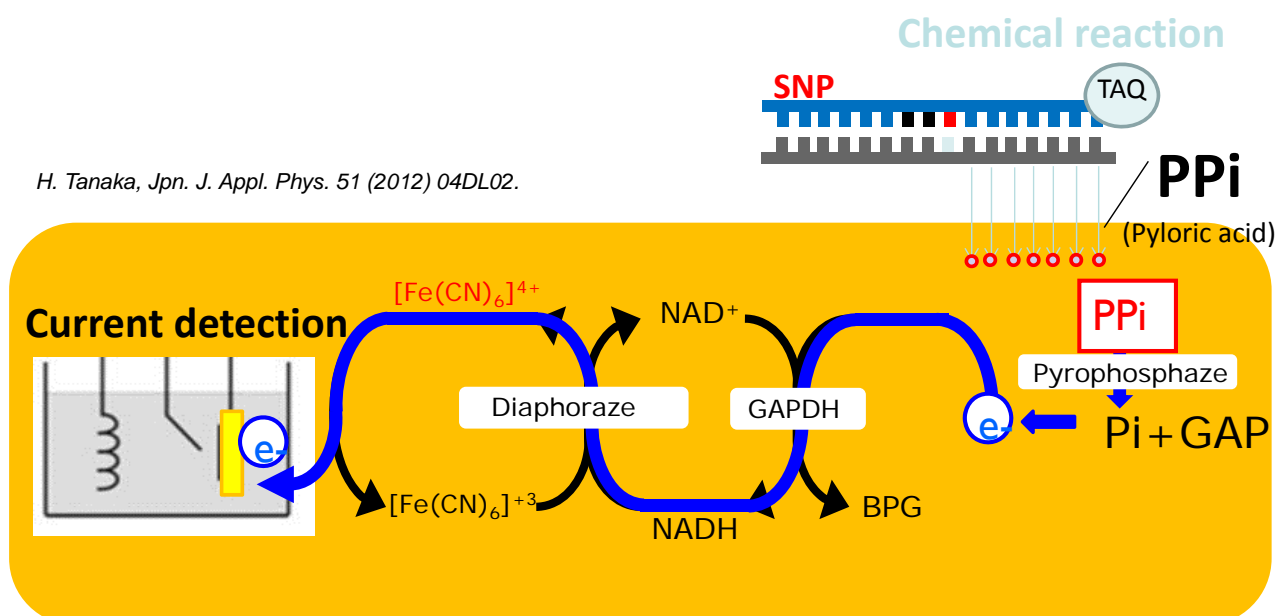 Chemical reaction
SNP
TAQ
H. Tanaka, Jpn. J. Appl. Phys. 51 (2012) 04DL02.
PPi
(Pyloric acid)
[Fe(CN)₆]⁴⁺
NAD⁺
PPi
Current detection
Pyrophosphaze
Diaphoraze
GAPDH
e-
Pi+GAP
e-
[Fe(CN)₆]⁺³
BPG
NADH